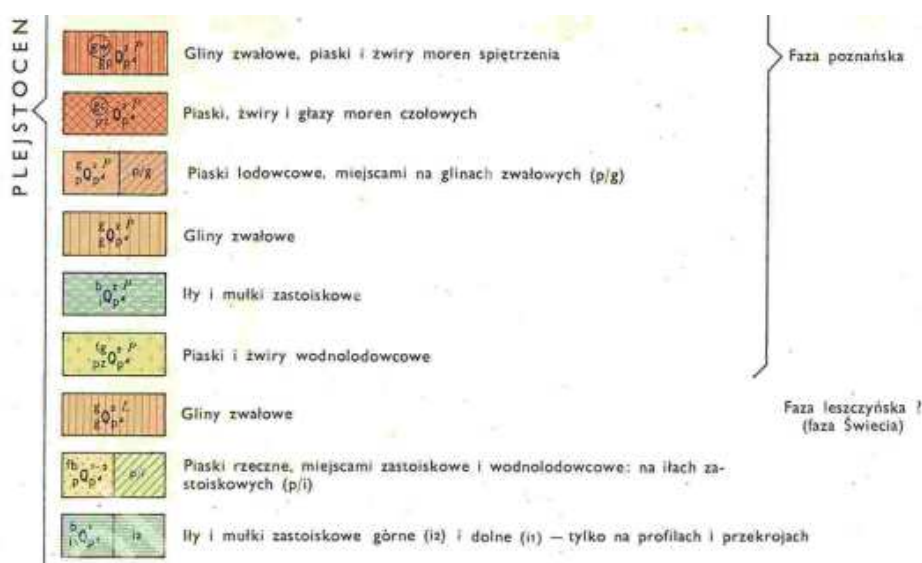 PLEJSTOCEN
Gliny zwałowe, piaski i żwiry moren spiętrzenia
Faza poznańska
Piaski, żwiry i głazy moren czołowych
p/g
Piaski lodowcowe, miejscami na glinach zwałowych (p/g)
Gliny zwałowe
Iły i mułki zastoiskowe
Piaski i żwiry wodnolodowcowe
Gliny zwałowe
Faza leszczyńska ?
(faza Świecia)
p/i
Piaski rzeczne, miejscami zastoiskowe i wodnolodowcowe: na iłach za-
stoiskowych (p/i)
i2
Iły i mułki zastoiskowe górne (i2) i dolne (i1) — tylko na profilach i przekrojach